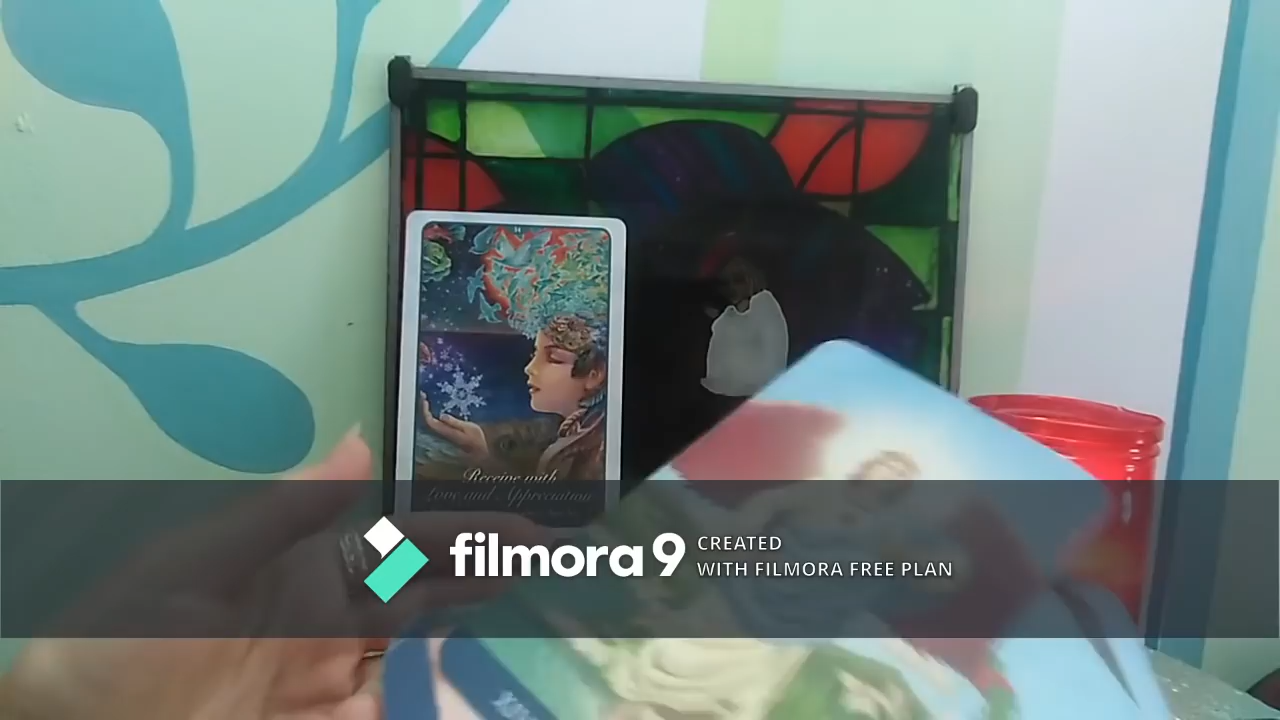 Receive with
Love and Appreciation
filmora9
CREATED
WITH FILMORA FREE PLAN